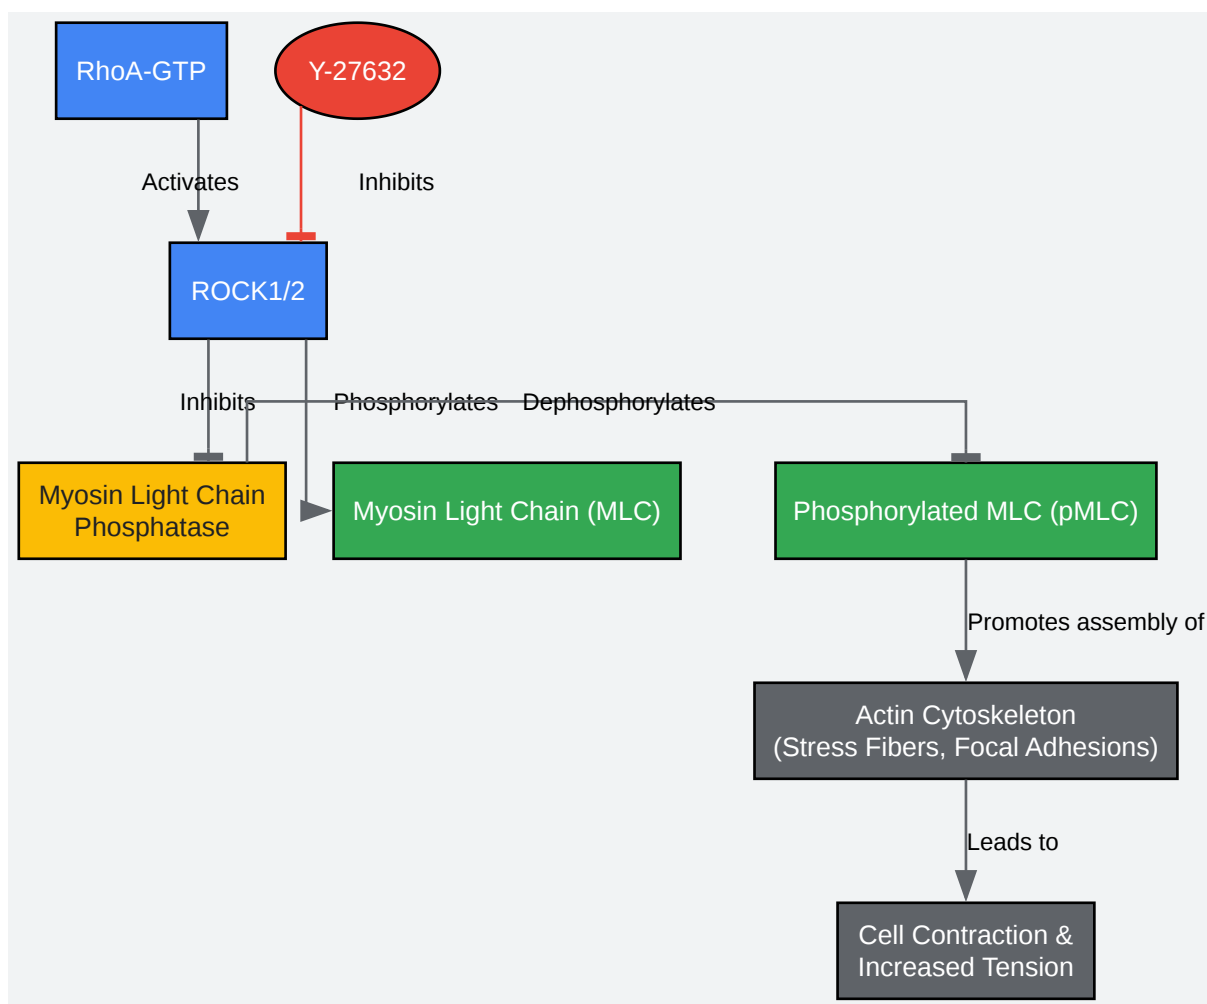 RhoA-GTP
Y-27632
Activates
Inhibits
ROCK1/2
Inhibits
Phosphorylates
Dephosphorylates
Myosin Light Chain
Phosphatase
Myosin Light Chain (MLC)
Phosphorylated MLC (pMLC)
Promotes assembly of
Actin Cytoskeleton
(Stress Fibers, Focal Adhesions)
Leads to
Cell Contraction &
Increased Tension